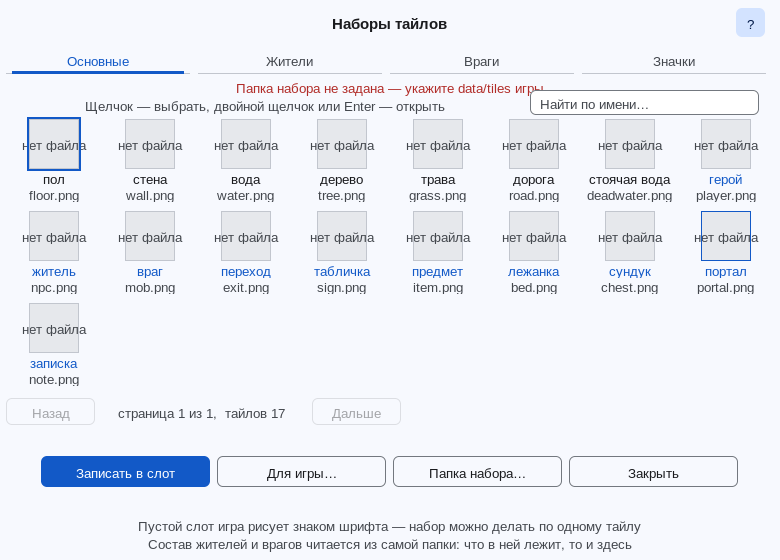 Наборы тайлов
?
Основные Жители Враги Значки
Папка набора не задана — укажите data/tiles игры
Щелчок — выбрать, двойной щелчок или Enter — открыть
Найти по имени…
нет файла нет файла нет файла нет файла нет файла нет файла нет файла нет файла
пол стена вода дерево трава дорога стоячая вода герой
floor.png wall.png water.png tree.png grass.png road.png deadwater.png player.png
нет файла нет файла нет файла нет файла нет файла нет файла нет файла нет файла
житель враг переход табличка предмет лежанка сундук портал
npc.png mob.png exit.png sign.png item.png bed.png chest.png portal.png
нет файла
записка
note.png
Назад страница 1 из 1, тайлов 17 Дальше
Записать в слот Для игры… Папка набора… Закрыть
Пустой слот игра рисует знаком шрифта — набор можно делать по одному тайлу
Состав жителей и врагов читается из самой папки: что в ней лежит, то и здесь